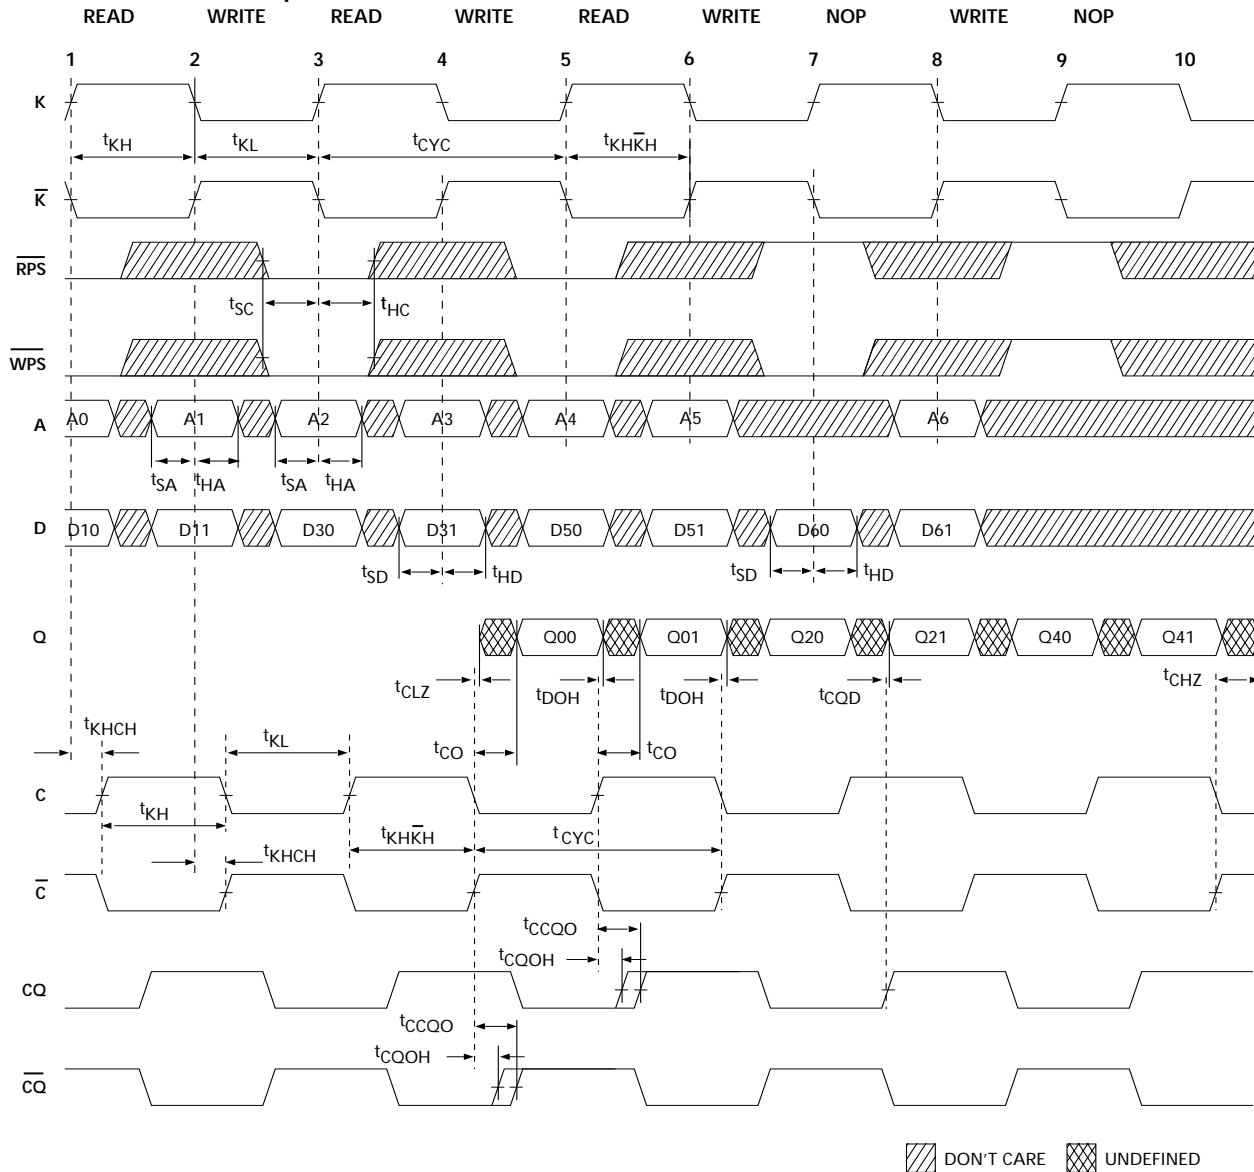 READ WRITE READ WRITE READ WRITE NOP WRITE NOP
1 2 3 4 5 6 7 8 9 10
K
tKH tKL tCYC tKHK̅H
K̅
R̅P̅S̅
tSC tHC
W̅P̅S̅
A A0 A1 A2 A3 A4 A5 A6
tSA tHA tSA tHA
D D10 D11 D30 D31 D50 D51 D60 D61
tSD tHD tSD tHD
Q Q00 Q01 Q20 Q21 Q40 Q41
tCLZ tDOH tDOH tCQD tCHZ
tKHCH tKL tCO tCO
C
tKH tKHK̅H tCYC
tKHCH
C̅
tCCQO
tCQOH
CQ
tCCQO
tCQOH
C̅Q̅
DON'T CARE UNDEFINED